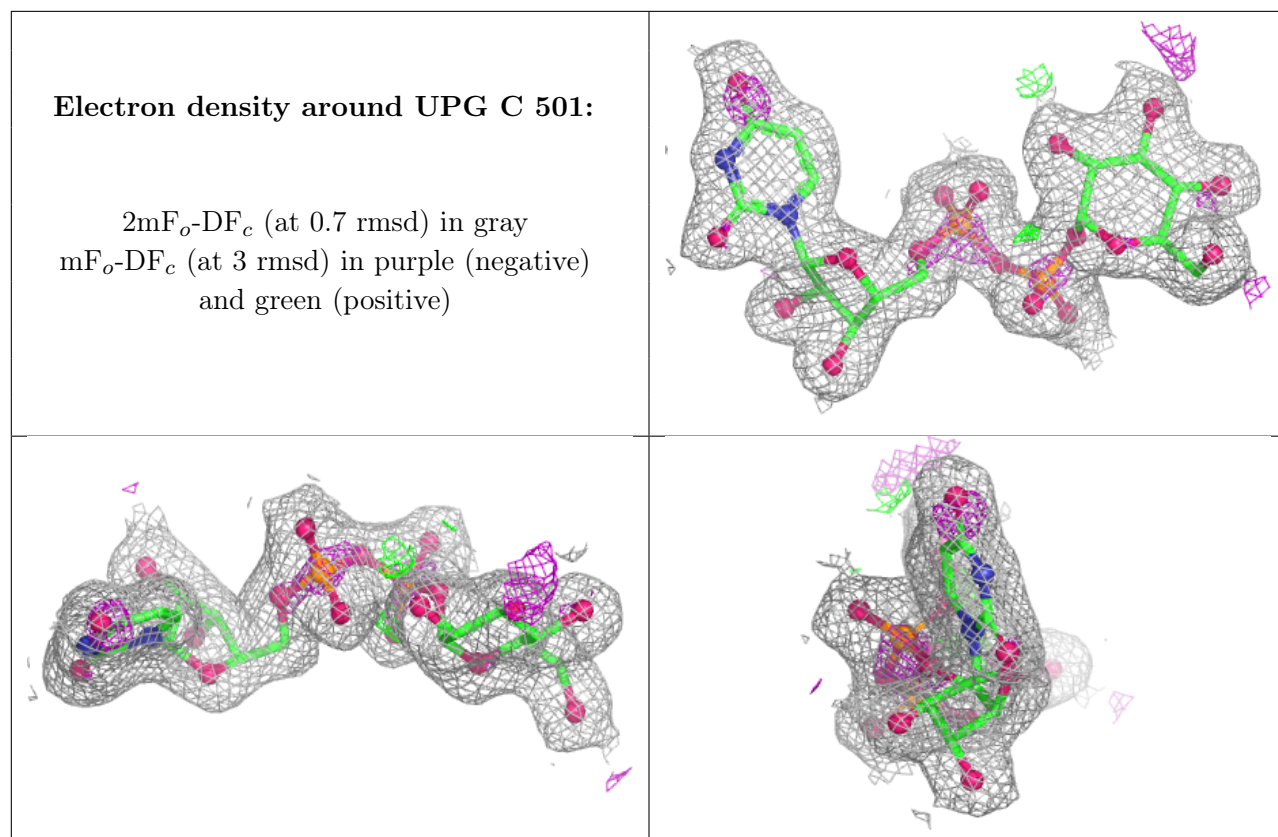 Electron density around UPG C 501:
2mFₒ-DF𝑐 (at 0.7 rmsd) in gray
mFₒ-DF𝑐 (at 3 rmsd) in purple (negative)
and green (positive)